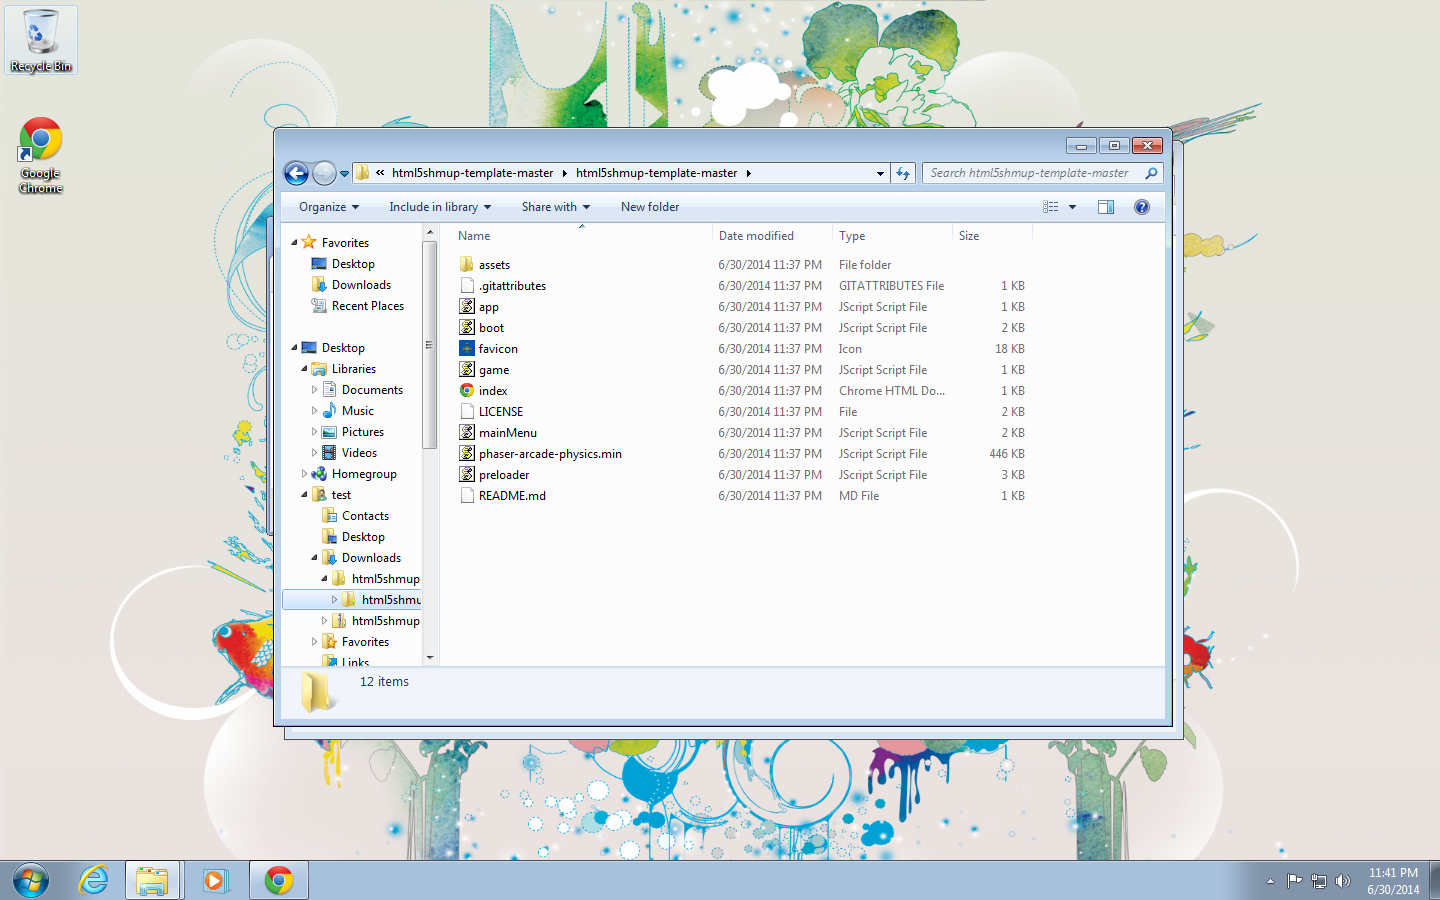 Recycle Bin
Google
Chrome
« html5shmup-template-master html5shmup-template-master
Search html5shmup-template-master
Organize Include in library Share with New folder
Favorites
Desktop
Downloads
Recent Places
Desktop
Libraries
Documents
Music
Pictures
Videos
Homegroup
test
Contacts
Desktop
Downloads
html5shmup
html5shmu
html5shmup
Favorites
Links
Name Date modified Type Size
assets 6/30/2014 11:37 PM File folder
.gitattributes 6/30/2014 11:37 PM GITATTRIBUTES File 1 KB
app 6/30/2014 11:37 PM JScript Script File 1 KB
boot 6/30/2014 11:37 PM JScript Script File 2 KB
favicon 6/30/2014 11:37 PM Icon 18 KB
game 6/30/2014 11:37 PM JScript Script File 1 KB
index 6/30/2014 11:37 PM Chrome HTML Do... 1 KB
LICENSE 6/30/2014 11:37 PM File 2 KB
mainMenu 6/30/2014 11:37 PM JScript Script File 2 KB
phaser-arcade-physics.min 6/30/2014 11:37 PM JScript Script File 446 KB
preloader 6/30/2014 11:37 PM JScript Script File 3 KB
README.md 6/30/2014 11:37 PM MD File 1 KB
12 items
11:41 PM
6/30/2014